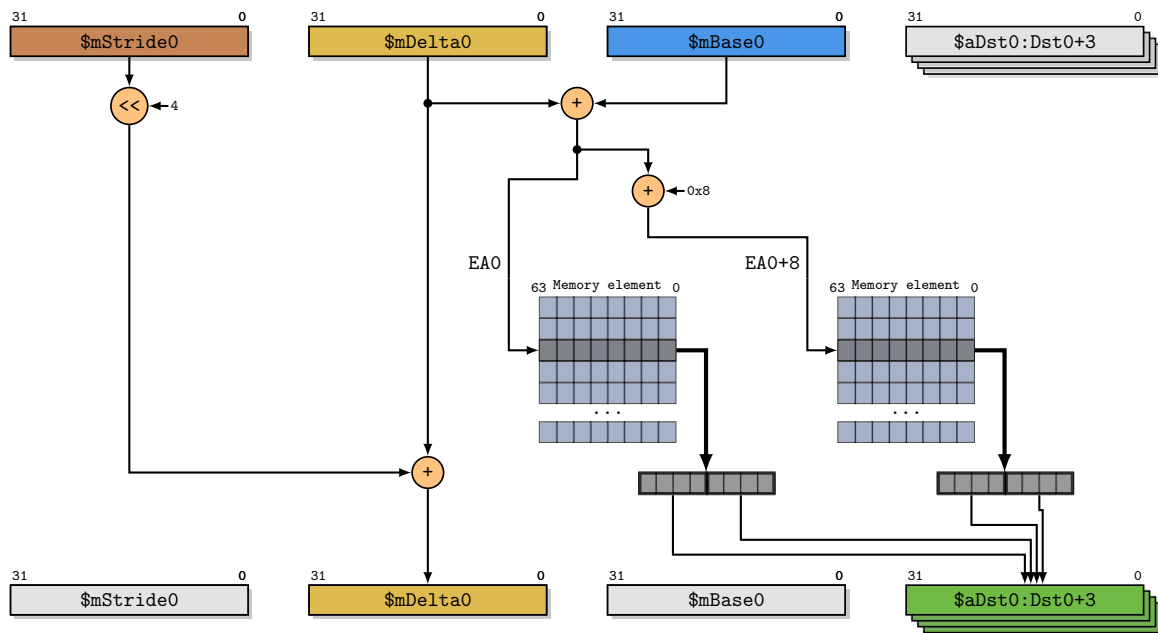 31 0 31 0 31 0 31 0
$mStride0 $mDelta0 $mBase0 $aDst0:Dst0+3
<< 4 + +
+ 0x8
EA0 EA0+8
63 Memory element 0 63 Memory element 0
... ...
+
31 0 31 0 31 0 31 0
$mStride0 $mDelta0 $mBase0 $aDst0:Dst0+3